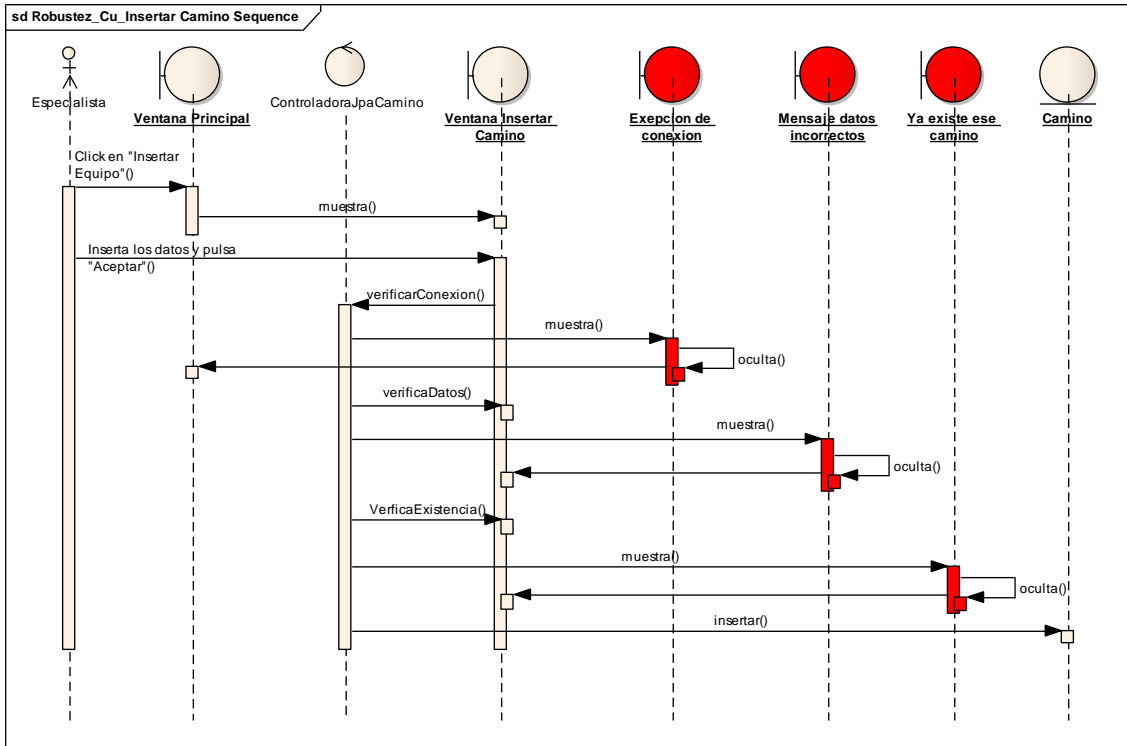 sd Robustez_Cu_Insertar Camino Sequence
Especialista
Ventana Principal
ControladoraJpaCamino
Ventana Insertar
Camino
Exepcion de
conexion
Mensaje datos
incorrectos
Ya existe ese
camino
Camino
Click en "Insertar
Equipo"()
muestra()
Inserta los datos y pulsa
"Aceptar"()
verificarConexion()
muestra()
oculta()
verificaDatos()
muestra()
oculta()
VerficaExistencia()
muestra()
oculta()
insertar()